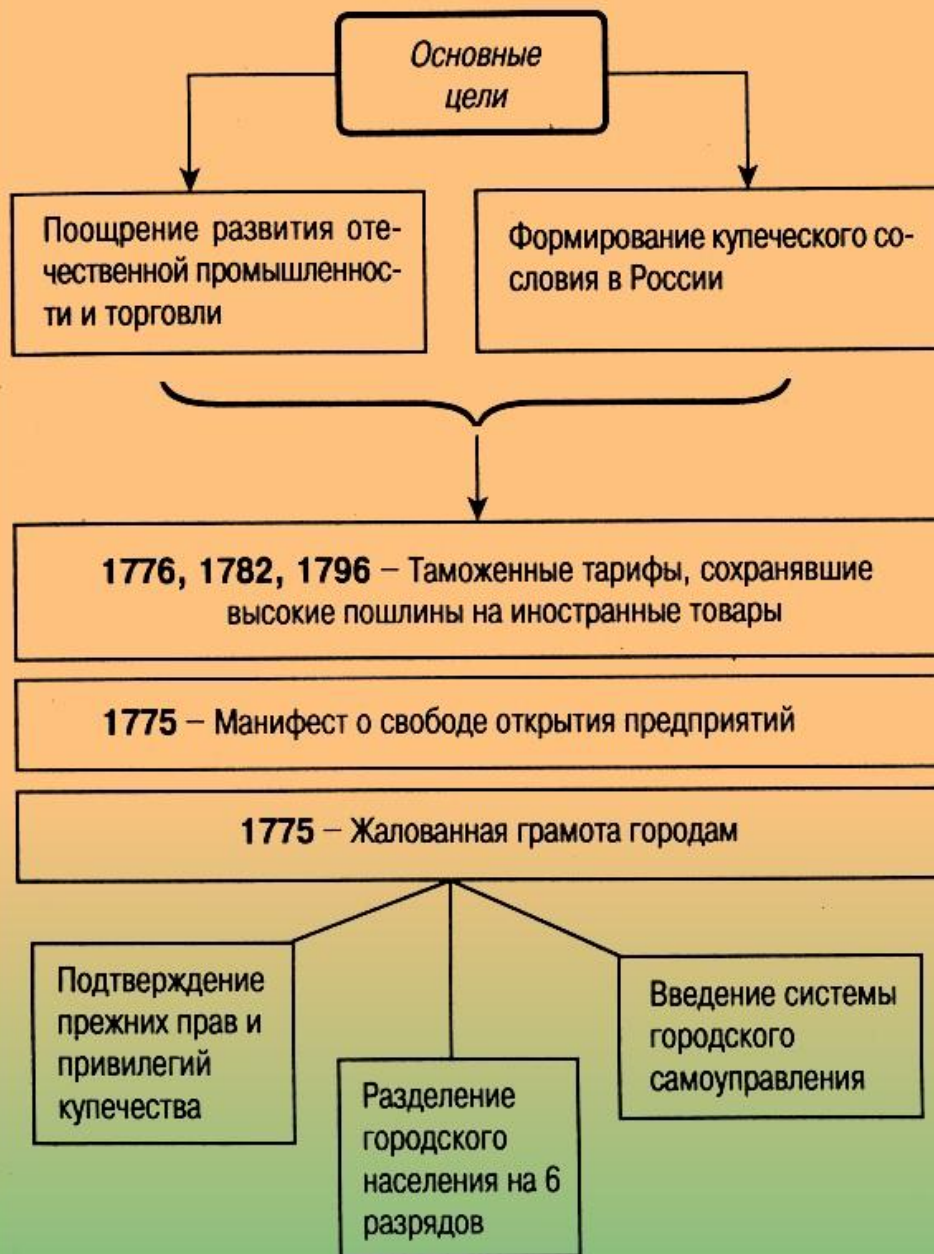 Основные
цели
Поощрение развития оте-
чественной промышленнос-
ти и торговли
Формирование купеческого со-
словия в России
1776, 1782, 1796 – Таможенные тарифы, сохранявшие
высокие пошлины на иностранные товары
1775 – Манифест о свободе открытия предприятий
1775 – Жалованная грамота городам
Подтверждение
прежних прав и
привилегий
купечества
Разделение
городского
населения на 6
разрядов
Введение системы
городского
самоуправления